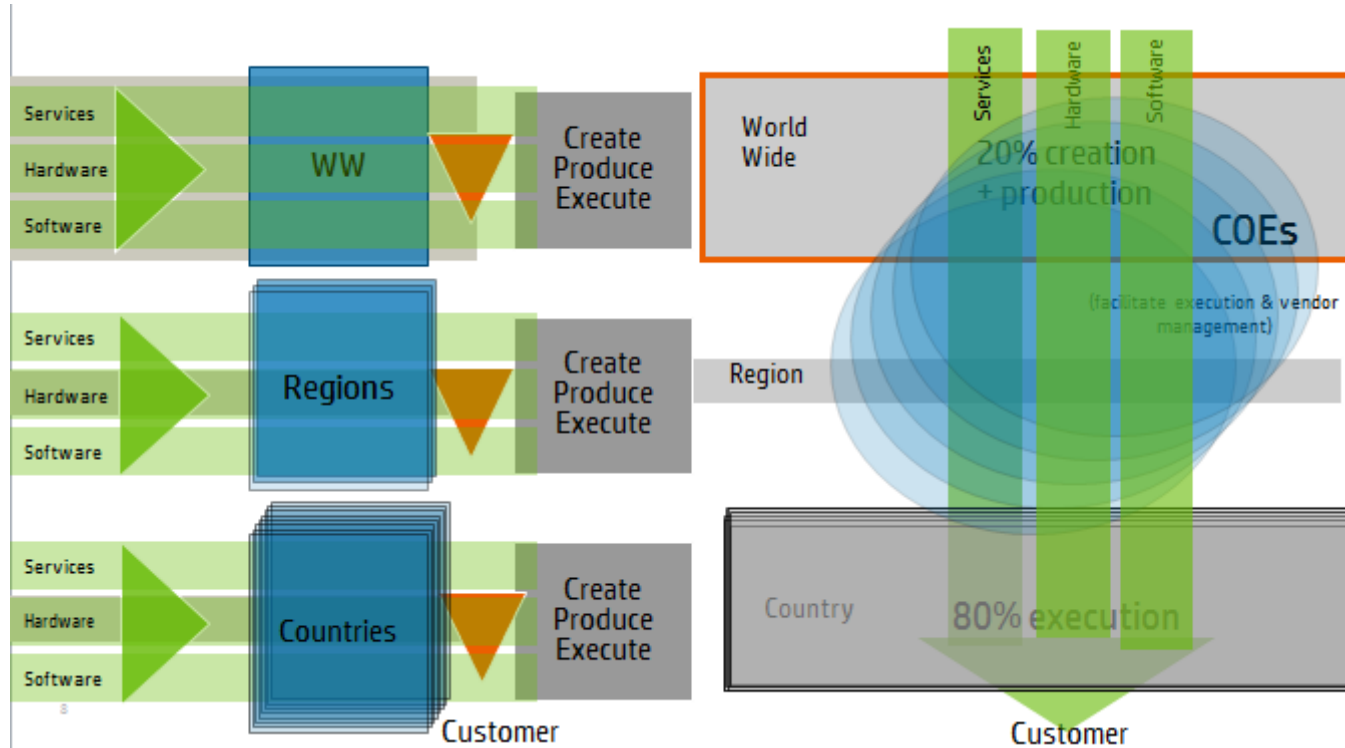 Services
Hardware
Software
WW
Create
Produce
Execute
Services
Hardware
Software
Regions
Create
Produce
Execute
Services
Hardware
Software
Countries
Create
Produce
Execute
8
Customer
Services
Hardware
Software
World
Wide
20% creation
+ production
COEs
(facilitate execution & vendor
management)
Region
Country
80% execution
Customer